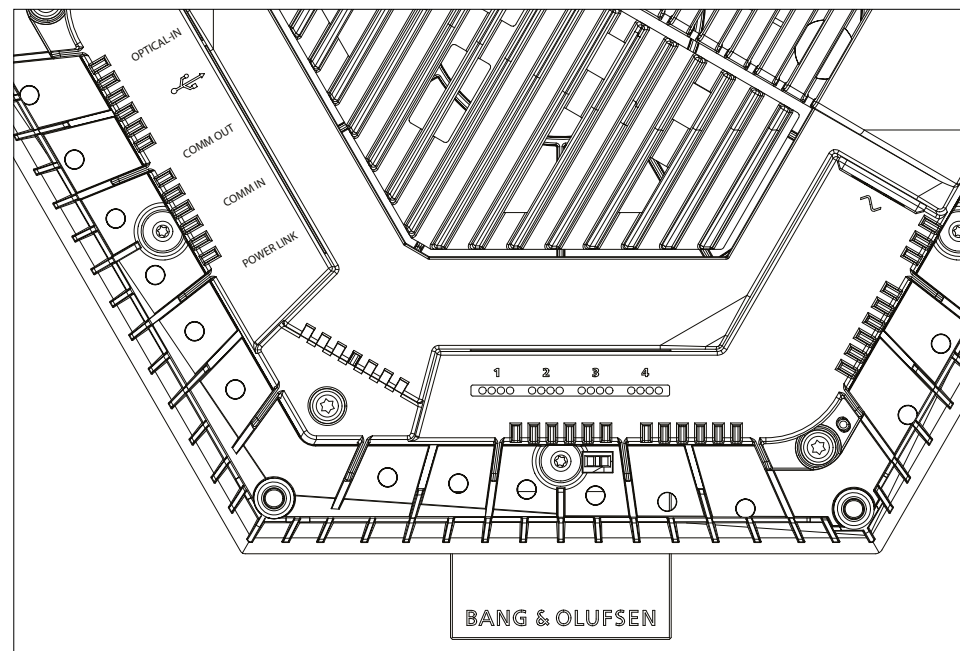 OPTICAL-IN
COMM OUT
COMM IN
POWER LINK
1 2 3 4
BANG & OLUFSEN